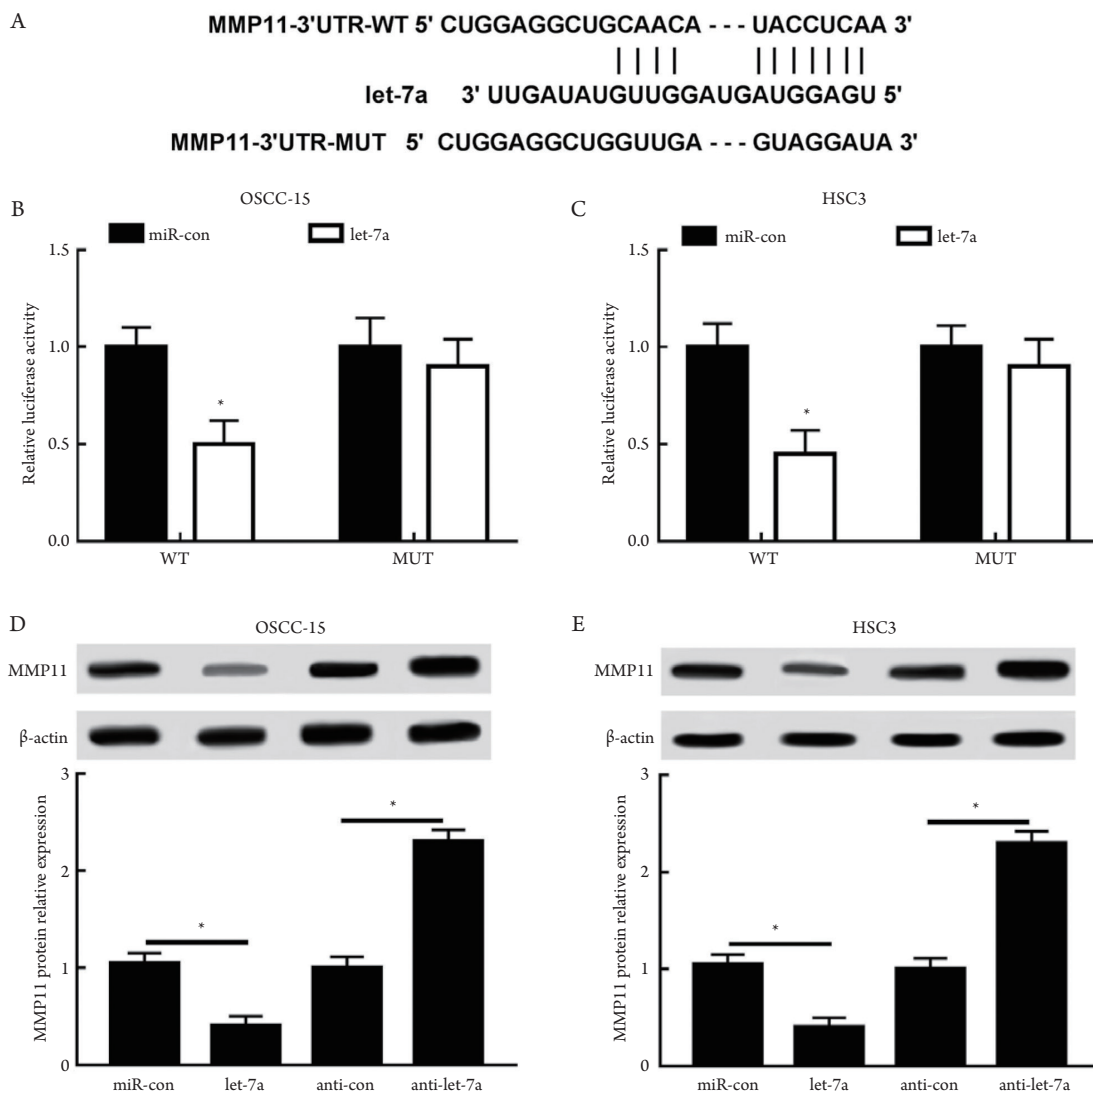 A
MMP11-3'UTR-WT 5' CUGGAGGCUGCAACA - - - UACCUCAA 3'
let-7a 3' UUGAUAUGUUGGAUGAUGGAGU 5'
MMP11-3'UTR-MUT 5' CUGGAGGCUGGUUGA - - - GUAGGAUA 3'
B
OSCC-15
miR-con
let-7a
Relative luciferase acitvity
1.5
1.0
*
0.5
0.0
WT
MUT
C
HSC3
miR-con
let-7a
Relative luciferase acitvity
1.5
1.0
*
0.5
0.0
WT
MUT
D
OSCC-15
MMP11
β-actin
MMP11 protein relative expression
3
*
2
*
1
0
miR-con let-7a anti-con anti-let-7a
E
HSC3
MMP11
β-actin
MMP11 protein relative expression
3
*
2
*
1
0
miR-con let-7a anti-con anti-let-7a